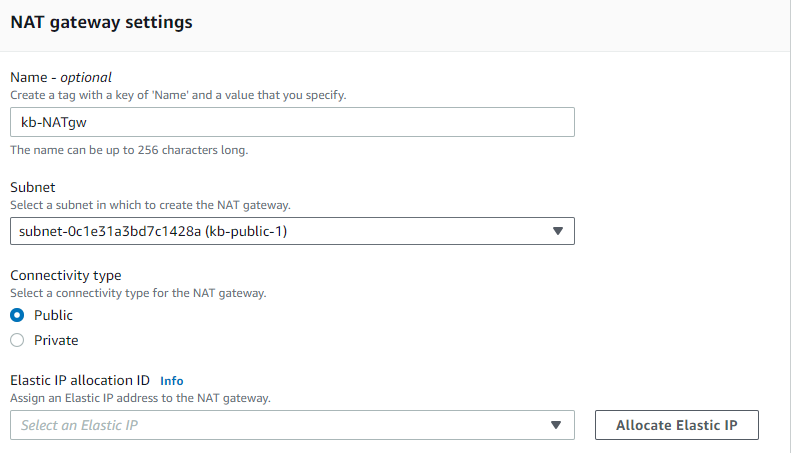 NAT gateway settings
Name - optional
Create a tag with a key of 'Name' and a value that you specify.
kb-NATgw
The name can be up to 256 characters long.
Subnet
Select a subnet in which to create the NAT gateway.
subnet-0c1e31a3bd7c1428a (kb-public-1)
Connectivity type
Select a connectivity type for the NAT gateway.
Public
Private
Elastic IP allocation ID Info
Assign an Elastic IP address to the NAT gateway.
Select an Elastic IP
Allocate Elastic IP